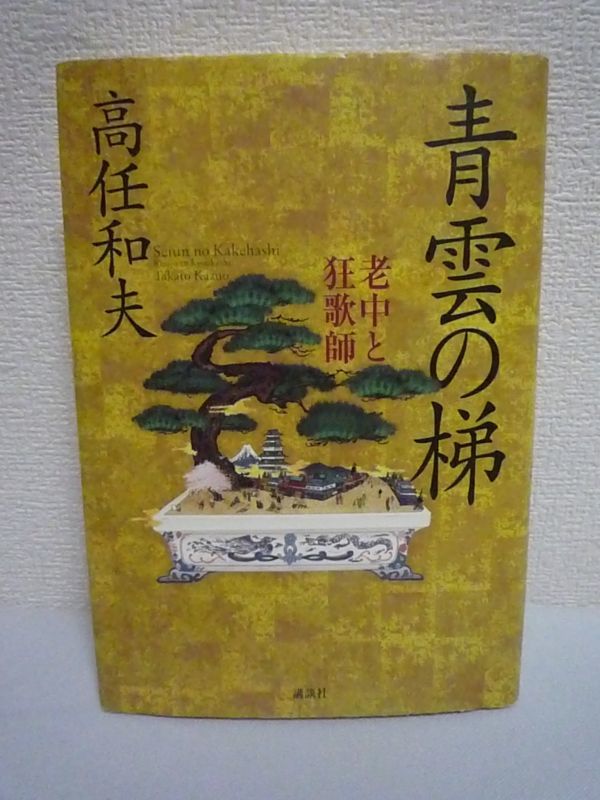 青雲の梯
老中と
狂歌師
高任和夫
Seiun no Kakehashi
Takato Kazuo
講談社